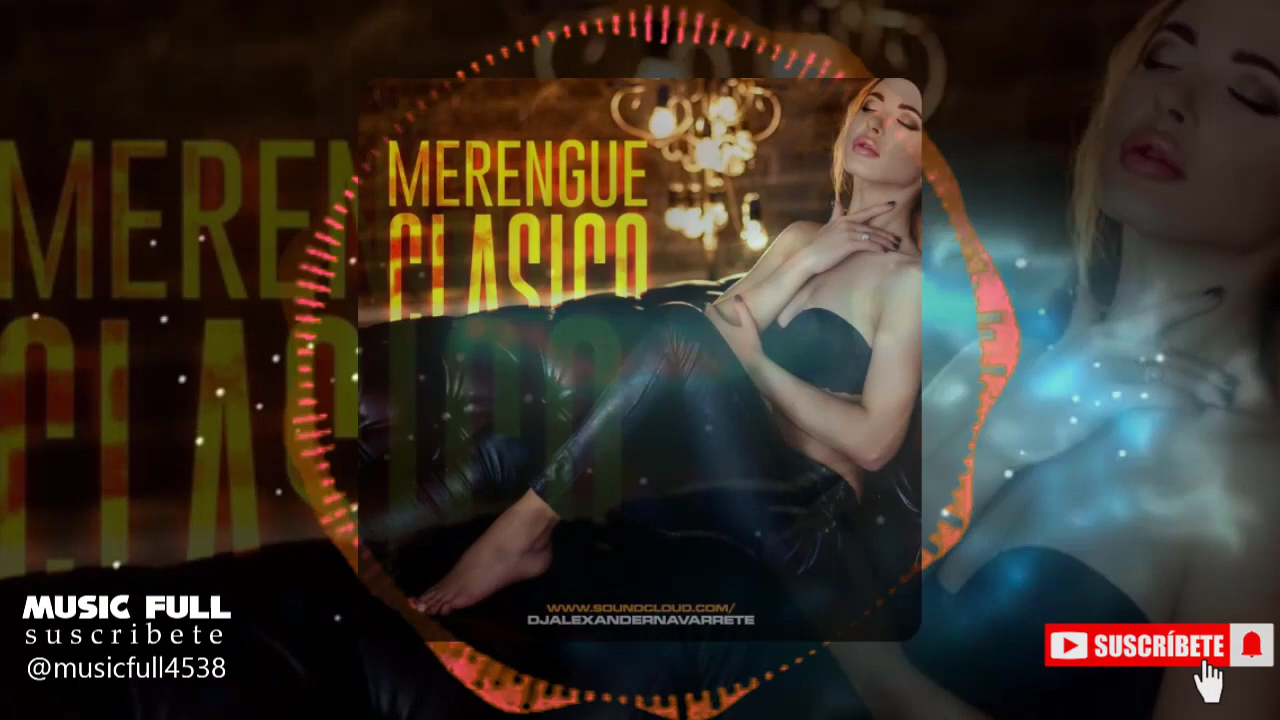 MERENGUE
CLASICO
WWW.SOUNDCLOUD.COM/
DJALEXANDERNAVARRETE
MUSIC FULL
suscribete
@musicfull4538
SUSCRÍBETE